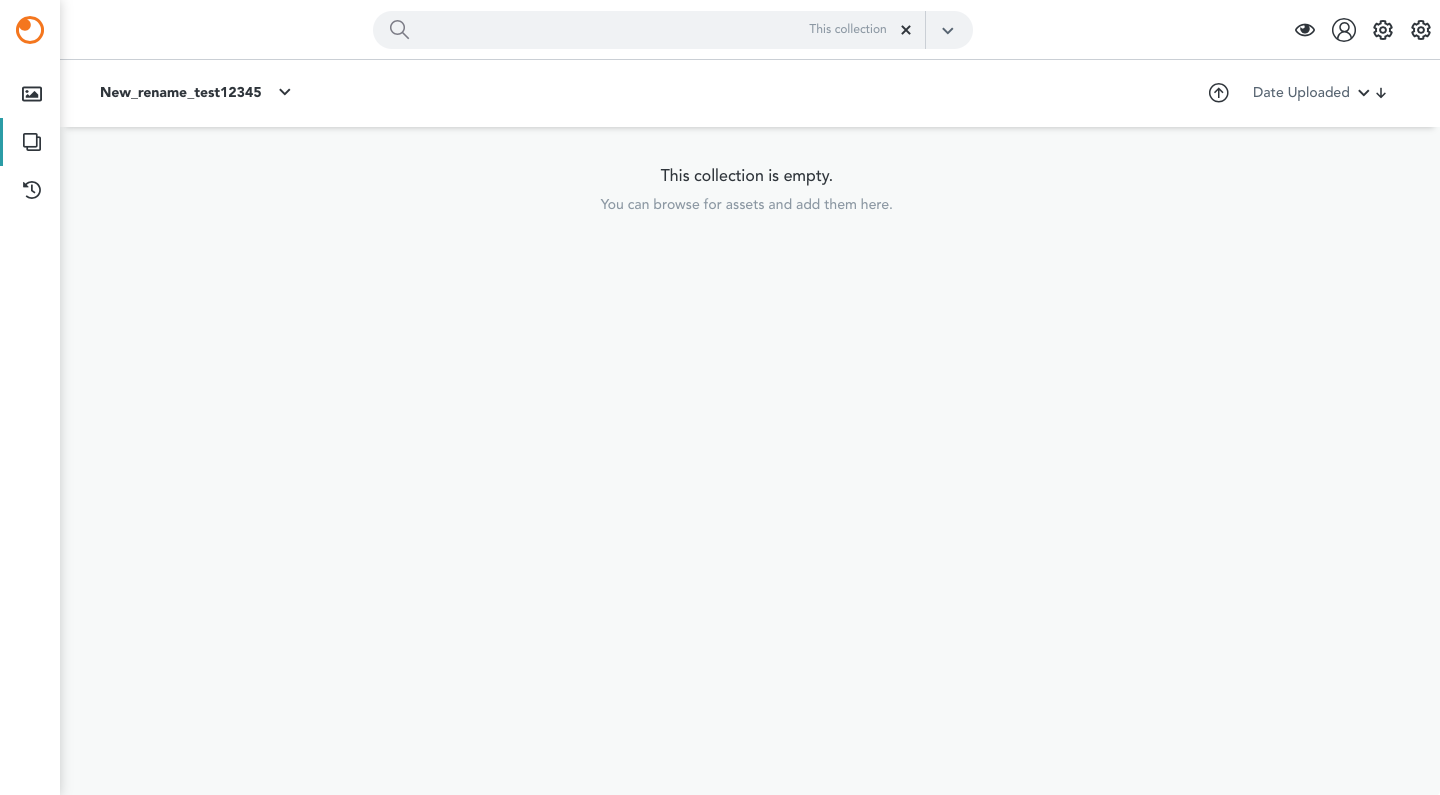 This collection
New_rename_test12345
Date Uploaded
This collection is empty.
You can browse for assets and add them here.